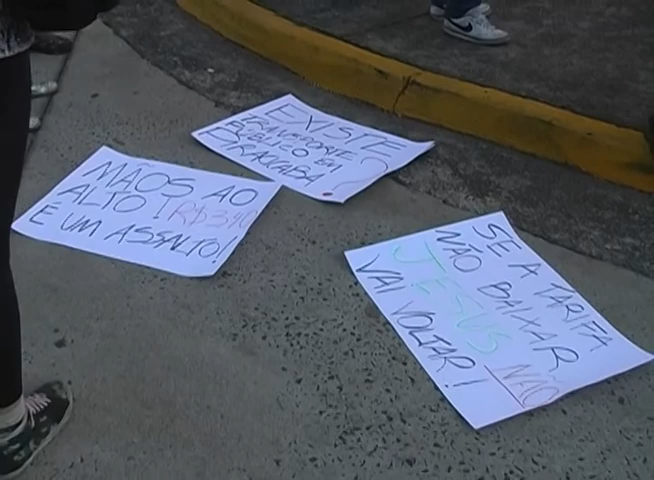 EXISTE
TRANSPORTE
PÚBLICO EM
PIRACICABA?
MÃOS AO
ALTO! R$3,40
É UM ASSALTO!
SE A TARIFA
NÃO BAIXAR
JESUS NÃO
VAI VOLTAR!